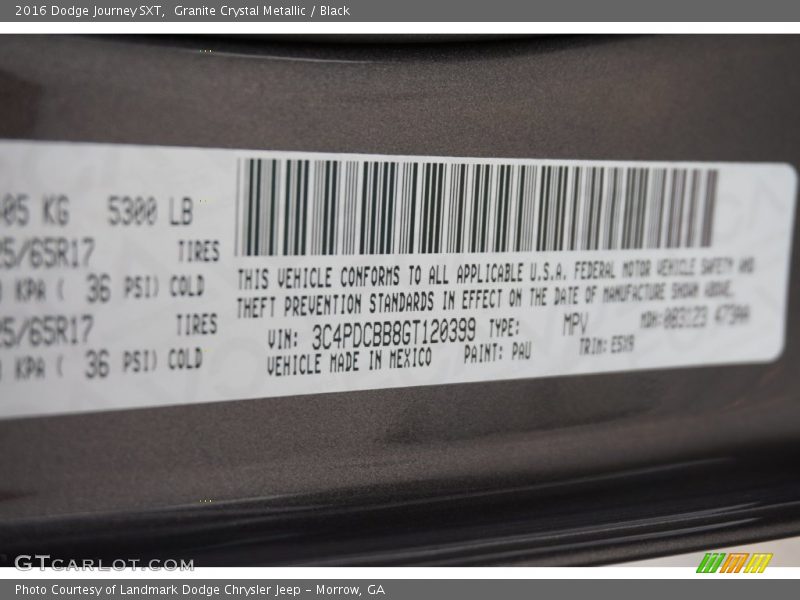 2016 Dodge Journey SXT, Granite Crystal Metallic / Black
05 KG 5300 LB
25/65R17 TIRES
KPA ( 36 PSI) COLD
25/65R17 TIRES
KPA ( 36 PSI) COLD
THIS VEHICLE CONFORMS TO ALL APPLICABLE U.S.A. FEDERAL MOTOR VEHICLE SAFETY AND
THEFT PREVENTION STANDARDS IN EFFECT ON THE DATE OF MANUFACTURE SHOWN ABOVE.
VIN: 3C4PDCBB8GT120399 TYPE: MPV
VEHICLE MADE IN MEXICO PAINT: PAU TRIM:
GTCARLOT.COM
Photo Courtesy of Landmark Dodge Chrysler Jeep - Morrow, GA